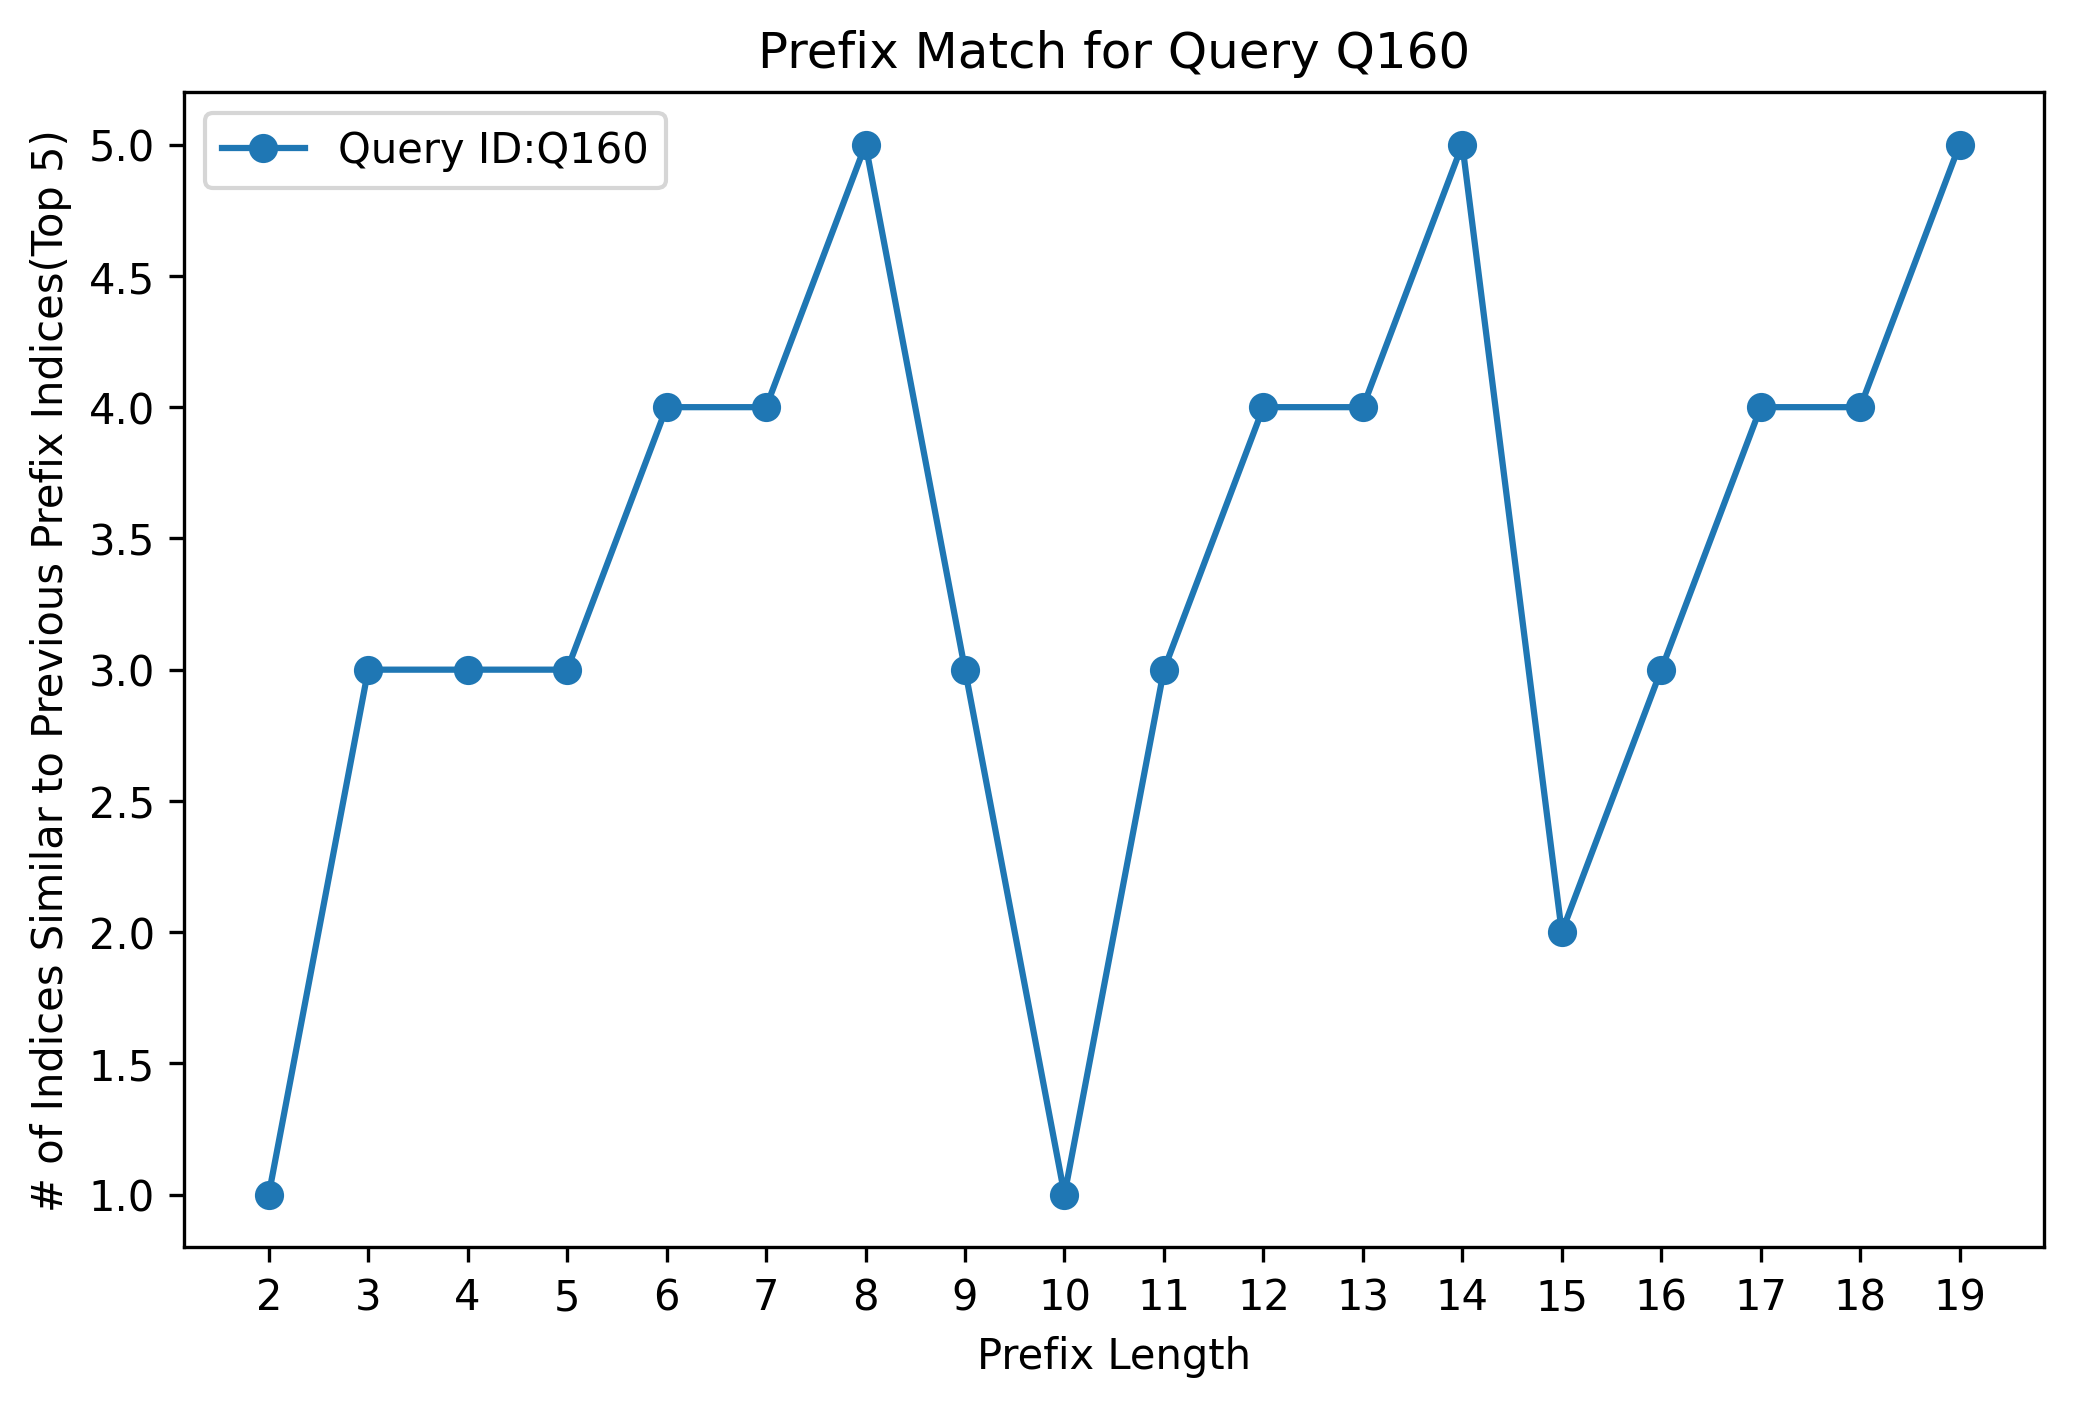 Prefix Match for Query Q160
Query ID:Q160
# of Indices Similar to Previous Prefix Indices(Top 5)
5.0
4.5
4.0
3.5
3.0
2.5
2.0
1.5
1.0
2 3 4 5 6 7 8 9 10 11 12 13 14 15 16 17 18 19
Prefix Length